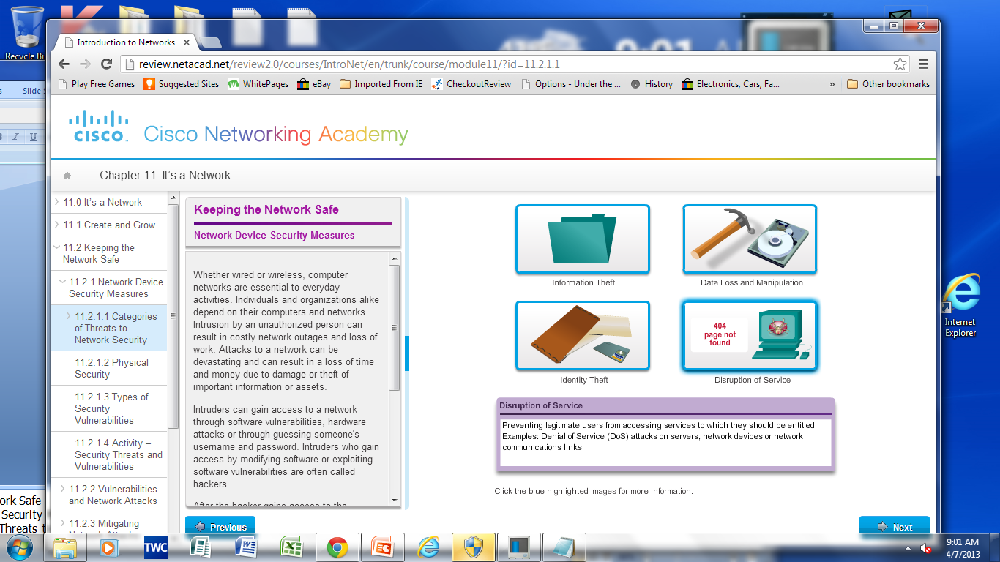 Recycle Bin
Introduction to Networks
review.netacad.net/review2.0/courses/IntroNet/en/trunk/course/module11/?id=11.2.1.1
Play Free Games
Suggested Sites
WhitePages
eBay
Imported From IE
CheckoutReview
Options - Under the ...
History
Electronics, Cars, Fa...
»
Other bookmarks
Slide S
I U
CISCO.
Cisco Networking Academy
Chapter 11: It's a Network
11.0 It's a Network
11.1 Create and Grow
11.2 Keeping the
Network Safe
11.2.1 Network Device
Security Measures
11.2.1.1 Categories
of Threats to
Network Security
11.2.1.2 Physical
Security
11.2.1.3 Types of
Security
Vulnerabilities
11.2.1.4 Activity –
Security Threats and
Vulnerabilities
11.2.2 Vulnerabilities
and Network Attacks
11.2.3 Mitigating
Keeping the Network Safe
Network Device Security Measures
Whether wired or wireless, computer
networks are essential to everyday
activities. Individuals and organizations alike
depend on their computers and networks.
Intrusion by an unauthorized person can
result in costly network outages and loss of
work. Attacks to a network can be
devastating and can result in a loss of time
and money due to damage or theft of
important information or assets.
Intruders can gain access to a network
through software vulnerabilities, hardware
attacks or through guessing someone's
username and password. Intruders who gain
access by modifying software or exploiting
software vulnerabilities are often called
hackers.
After the hacker gains access to the
Previous
Information Theft
Data Loss and Manipulation
404
page not
found
Identity Theft
Disruption of Service
Disruption of Service
Preventing legitimate users from accessing services to which they should be entitled.
Examples: Denial of Service (DoS) attacks on servers, network devices or network
communications links
Click the blue highlighted images for more information.
Next
Internet
Explorer
ork Safe
Security
Threats t
TWC
9:01 AM
4/7/2013